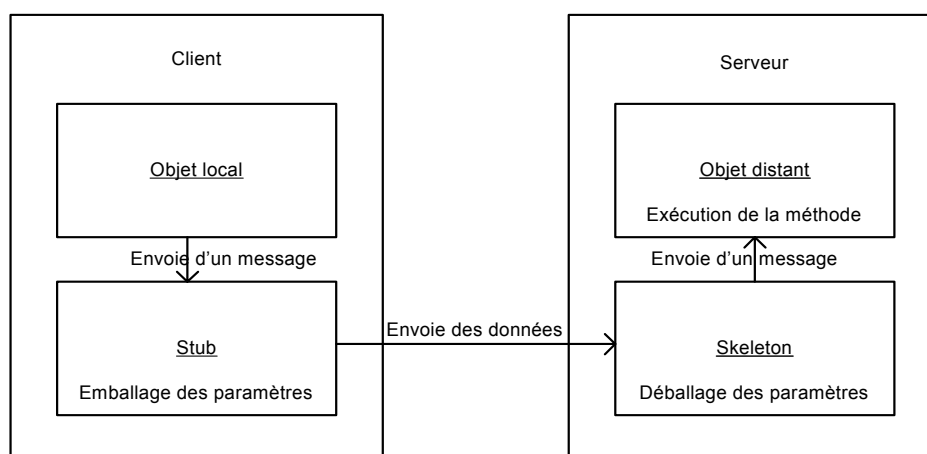 Client
Serveur
Objet local
Objet distant
Exécution de la méthode
Envoie d'un message
Envoie d'un message
Envoie des données
Stub
Skeleton
Emballage des paramètres
Déballage des paramètres